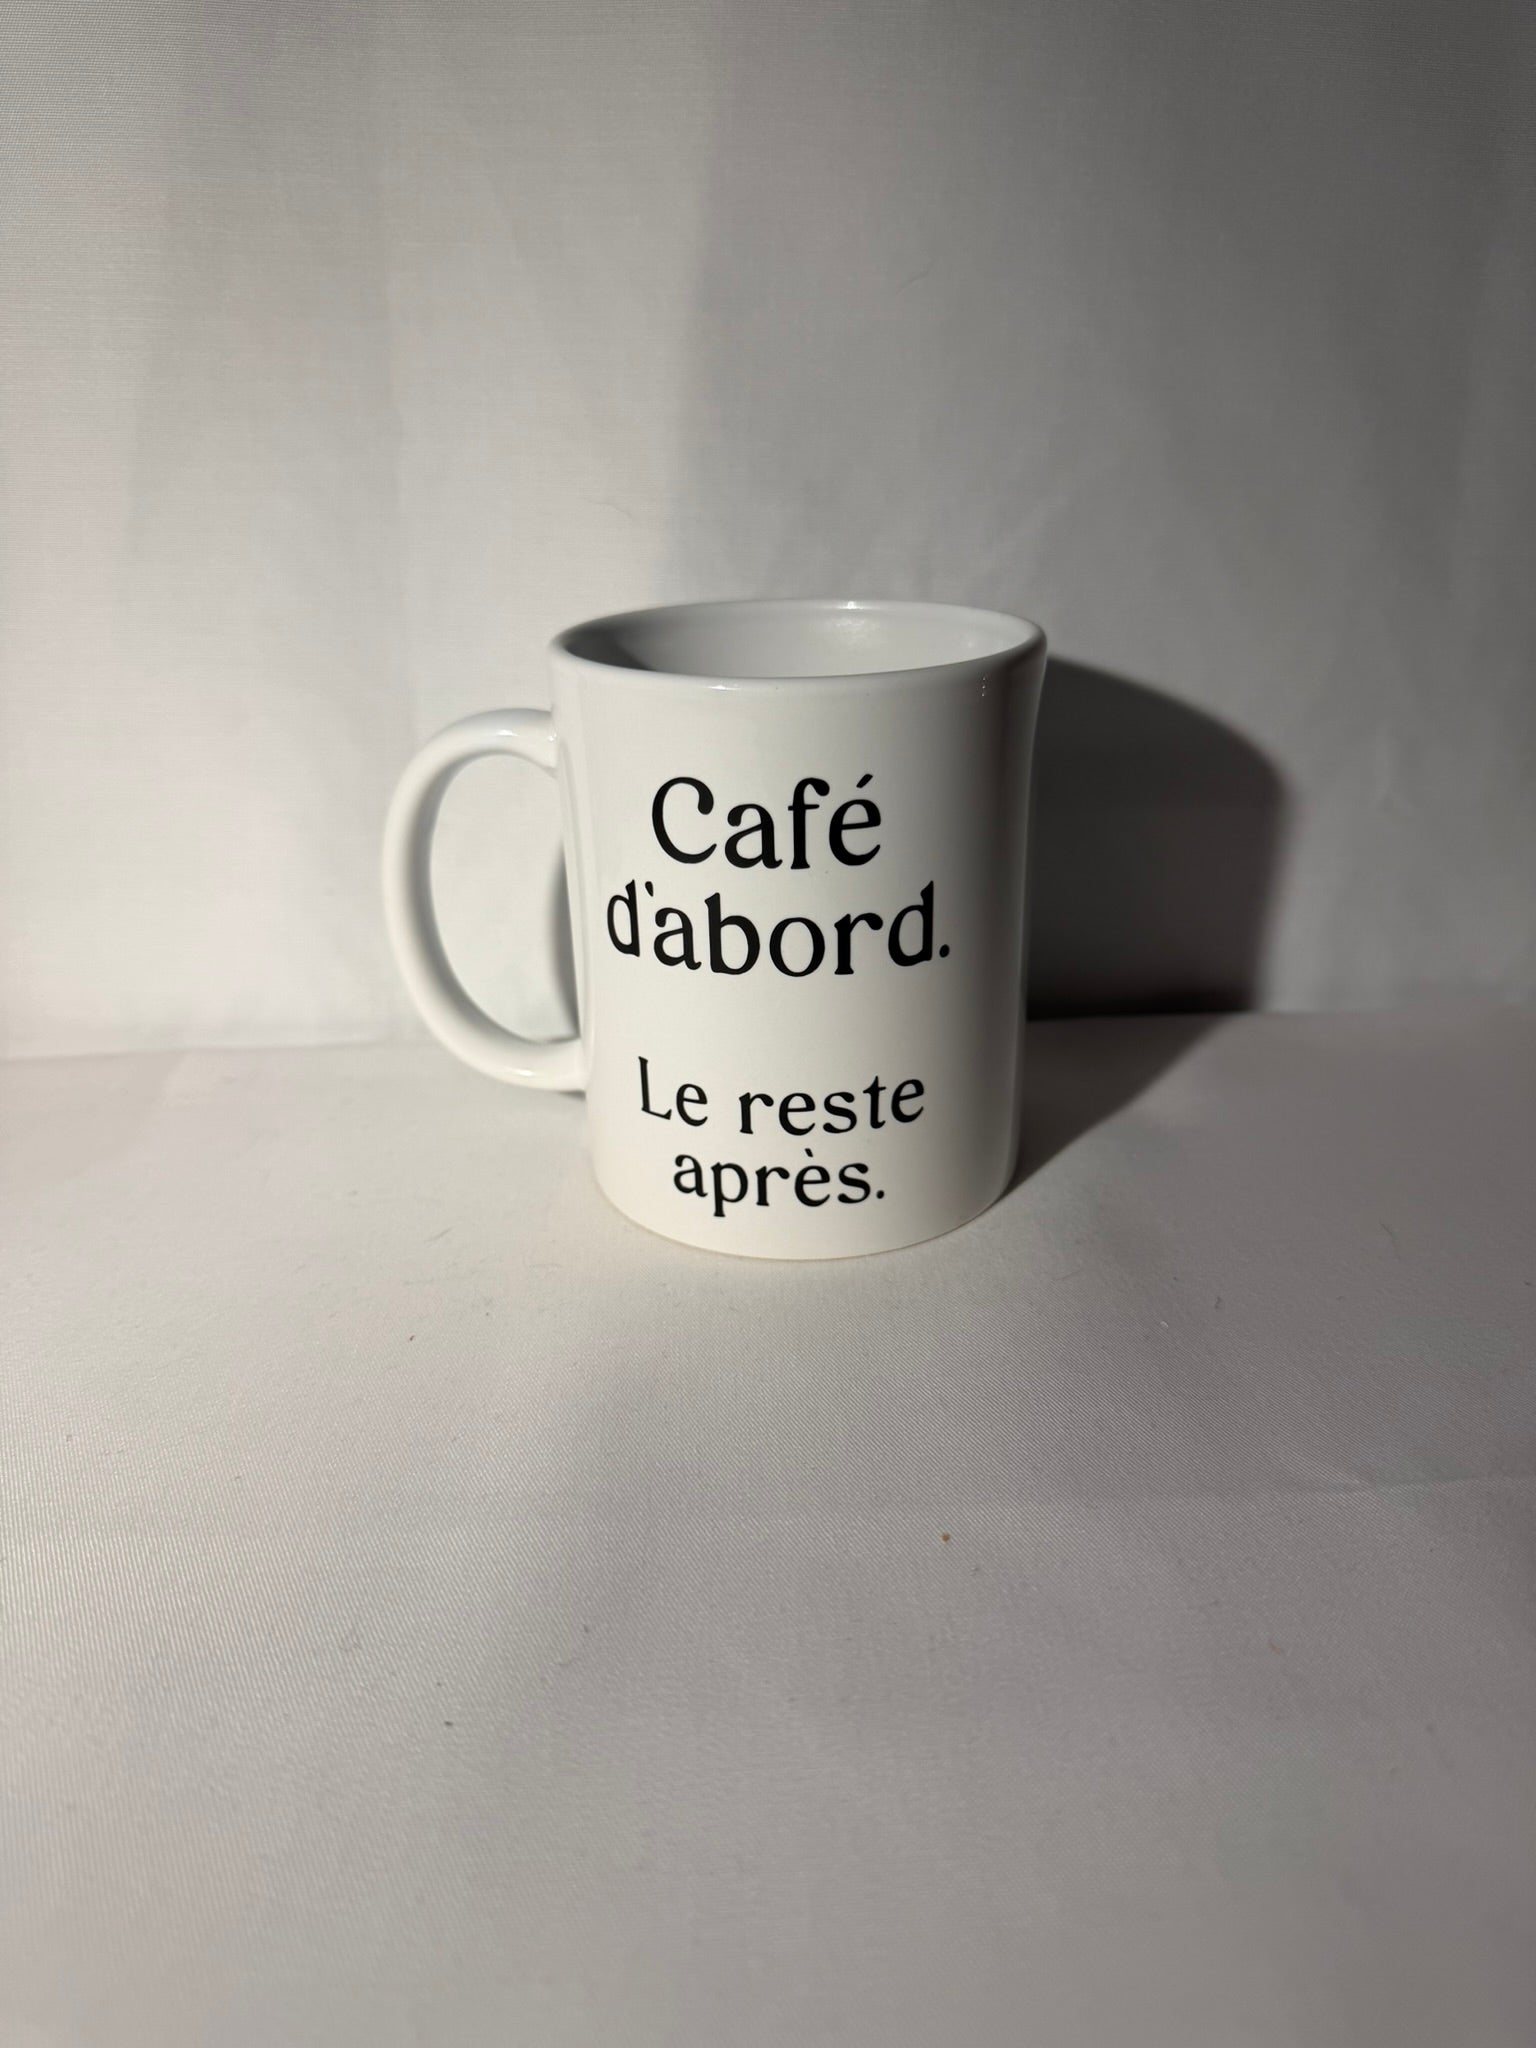 Café
d'abord.
Le reste
après.